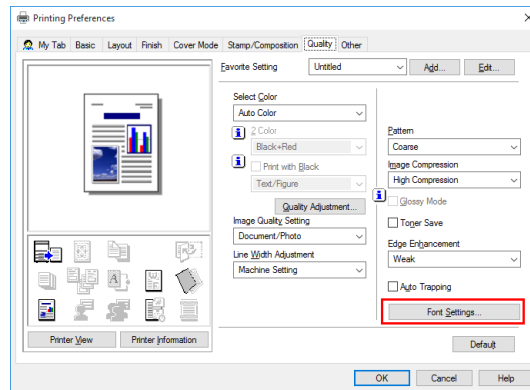 Printing Preferences
My Tab Basic Layout Finish Cover Mode Stamp/Composition Quality Other
Favorite Setting Untitled Add... Edit...
Select Color
Auto Color
2 Color
Black+Red
Print with Black
Text/Figure
Quality Adjustment...
Image Quality Setting
Document/Photo
Line Width Adjustment
Machine Setting
Pattern
Coarse
Image Compression
High Compression
Glossy Mode
Toner Save
Edge Enhancement
Weak
Auto Trapping
Font Settings...
Printer View Printer Information
Default
OK Cancel Help